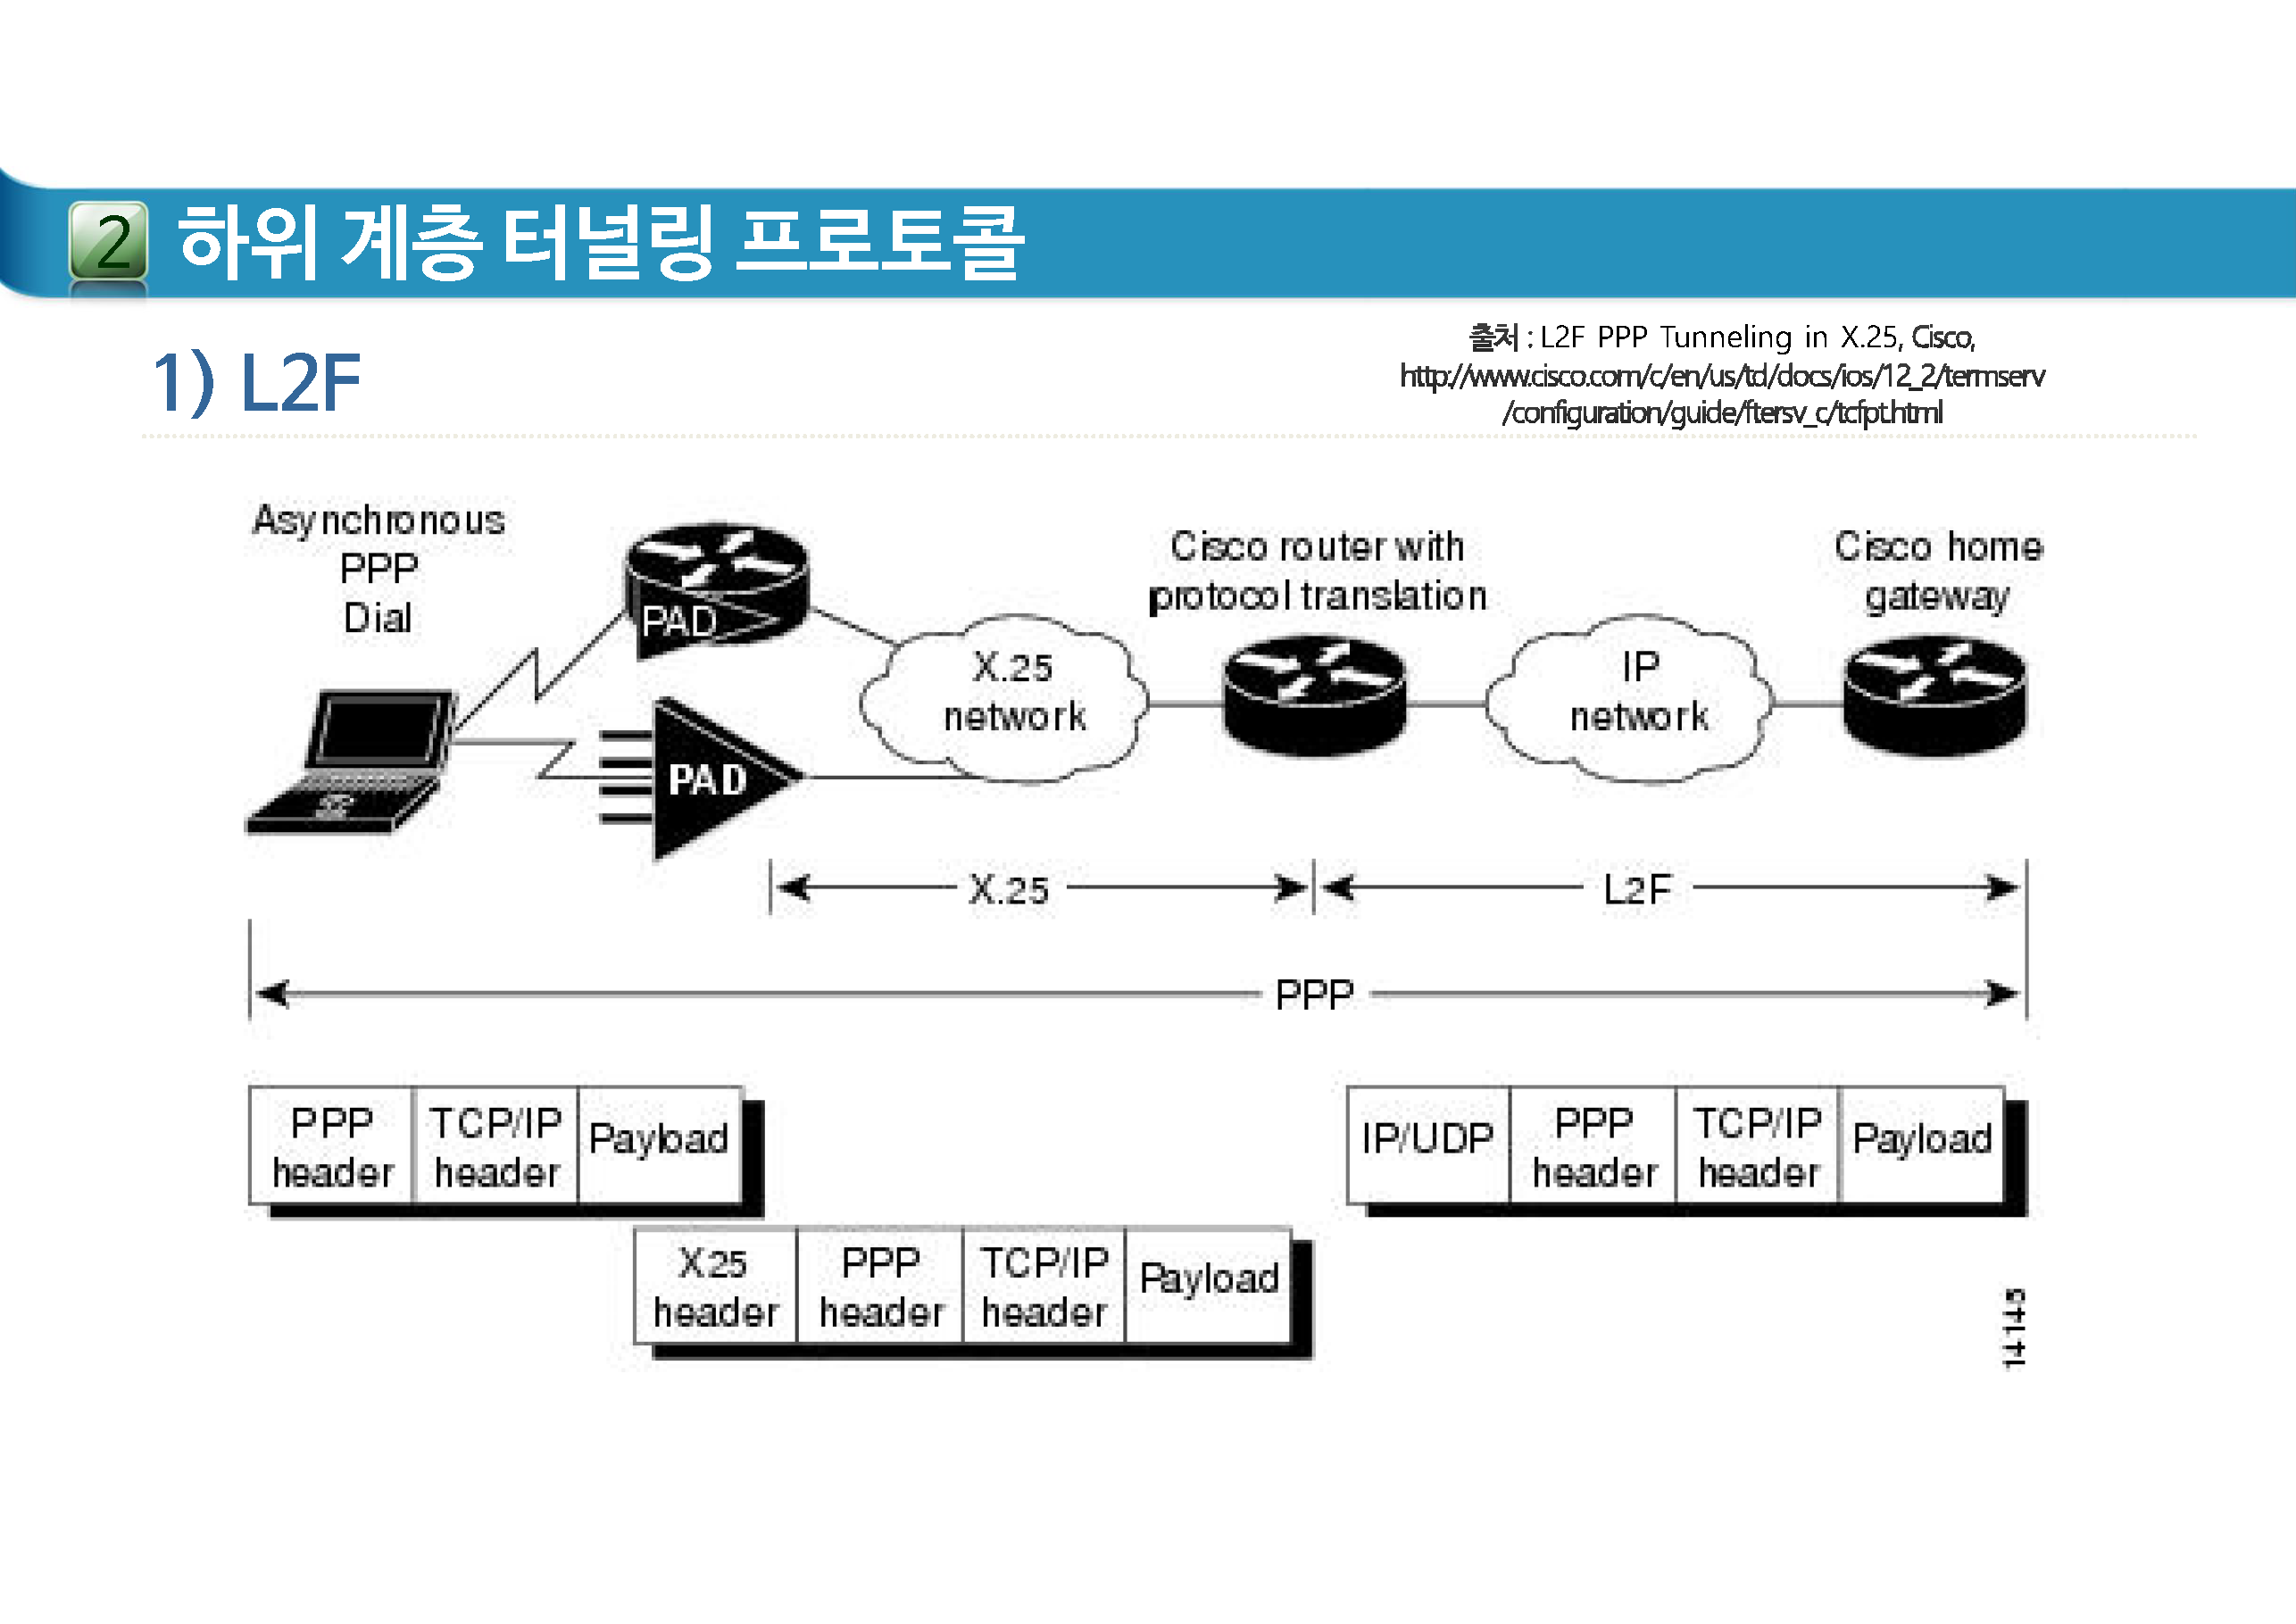 2 하위 계층 터널링 프로토콜
1) L2F
출처 : L2F PPP Tunneling in X.25, Cisco,
http://www.cisco.com/c/en/us/td/docs/ios/12_2/termserv
/configuration/guide/ftersv_c/tcfpt.html
Asynchronous
PPP
Dial
PAD
PAD
X.25
network
Cisco router with
protocol translation
IP
network
Cisco home
gateway
X.25
L2F
PPP
PPP
header
TCP/IP
header
Payload
IP/UDP
PPP
header
TCP/IP
header
Payload
X25
header
PPP
header
TCP/IP
header
Payload
14145